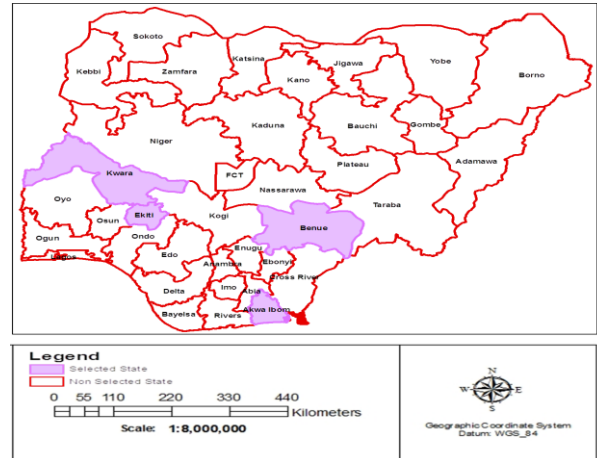 Sokoto
Katsina
Jigawa
Yobe
Borno
Kebbi
Zamfara
Kano
Niger
Kaduna
Bauchi
Gombe
Adamawa
Kwara
FCT
Plateau
Nassarawa
Oyo
Taraba
Osun
Ekiti
Kogi
Benue
Ogun
Ondo
Enugu
Lagos
Edo
Anambra
Ebonyi
Cross River
Delta
Imo
Abia
Bayelsa
Rivers
Akwa Ibom
Legend
Selected State
Non Selected State
0 55 110 220 330 440
Kilometers
Scale: 1:8,000,000
N
W E
S
Geographic Coordinate System
Datum: WGS_84